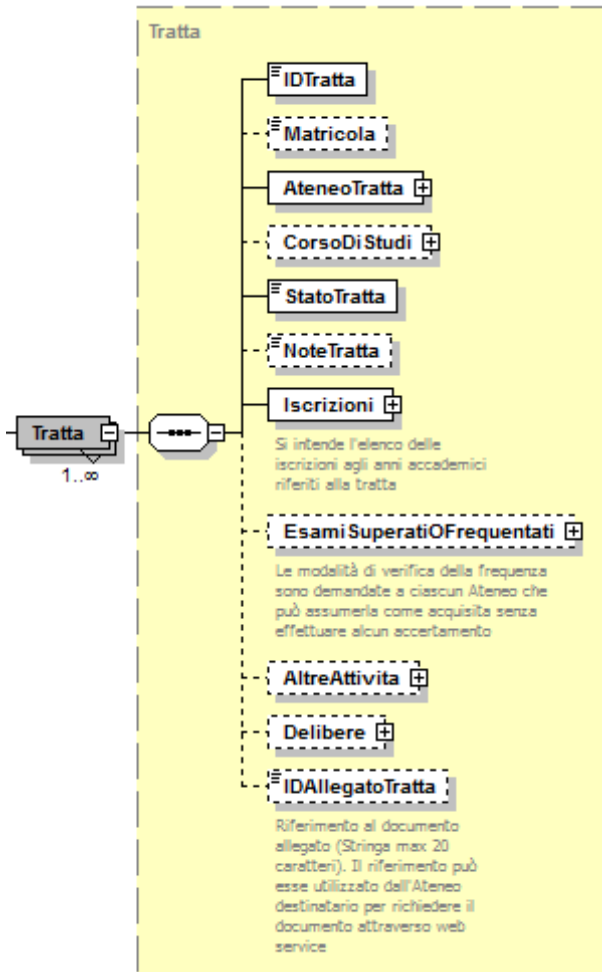 Tratta
IDTratta
Matricola
AteneoTratta
CorsoDiStudi
StatoTratta
NoteTratta
Iscrizioni
Si intende l'elenco delle
iscrizioni agli anni accademici
riferiti alla tratta
Tratta
1..∞
EsamiSuperatiOFrequentati
Le modalità di verifica della frequenza
sono demandate a ciascun Ateneo che
può assumerla come acquisita senza
effettuare alcun accertamento
AltreAttivita
Delibere
IDAllegatoTratta
Riferimento al documento
allegato (Stringa max 20
caratteri). Il riferimento può
esse utilizzato dall'Ateneo
destinatario per richiedere il
documento attraverso web
service